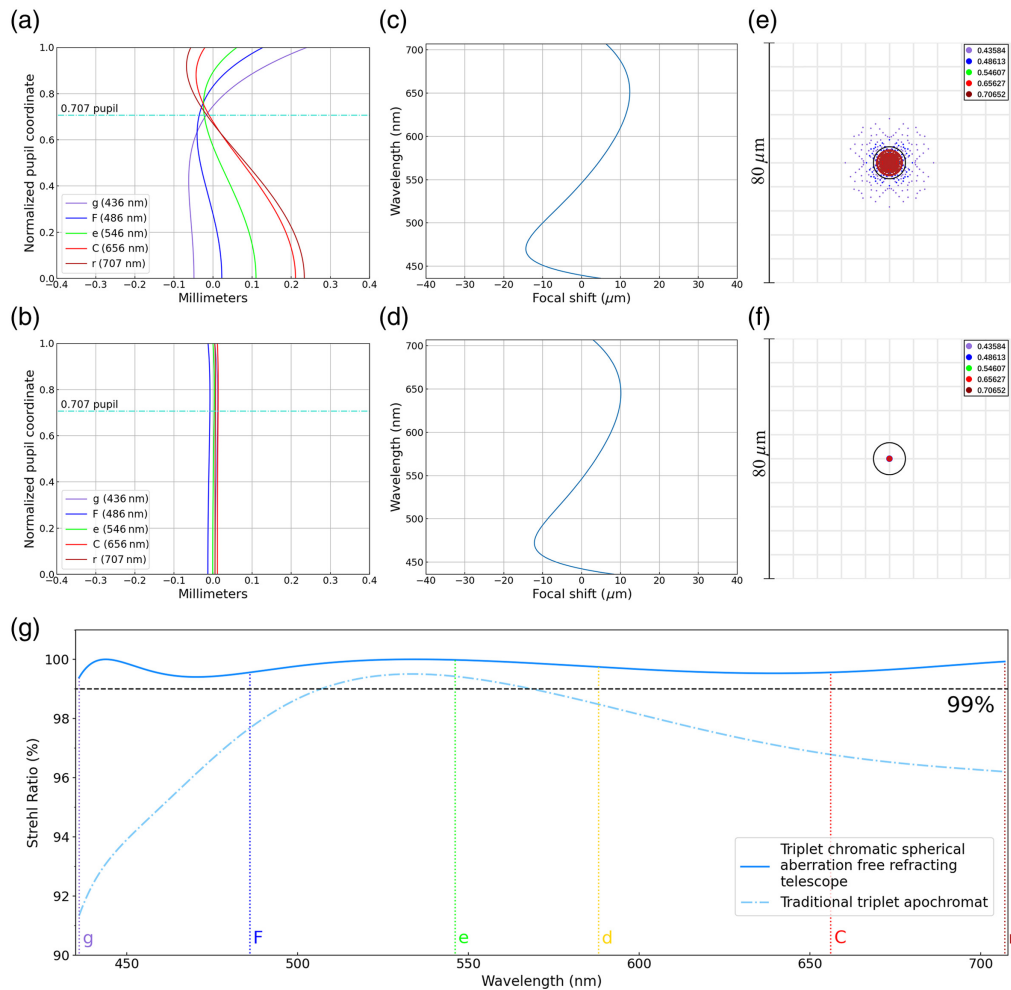 (a)
1.0
0.8
0.6
0.4
0.2
0.0
Normalized pupil coordinate
0.707 pupil
g (436 nm)
F (486 nm)
e (546 nm)
C (656 nm)
r (707 nm)
−0.4 −0.3 −0.2 −0.1 0.0 0.1 0.2 0.3 0.4
Millimeters
(c)
700
650
600
550
500
450
Wavelength (nm)
−40 −30 −20 −10 0 10 20 30 40
Focal shift (μm)
(e)
80 μm
0.43584
0.48613
0.54607
0.65627
0.70652
(b)
1.0
0.8
0.6
0.4
0.2
0.0
Normalized pupil coordinate
0.707 pupil
g (436 nm)
F (486 nm)
e (546 nm)
C (656 nm)
r (707 nm)
−0.4 −0.3 −0.2 −0.1 0.0 0.1 0.2 0.3 0.4
Millimeters
(d)
700
650
600
550
500
450
Wavelength (nm)
−40 −30 −20 −10 0 10 20 30 40
Focal shift (μm)
(f)
80 μm
0.43584
0.48613
0.54607
0.65627
0.70652
(g)
100
98
96
94
92
90
Strehl Ratio (%)
99%
Triplet chromatic spherical
aberration free refracting
telescope
Traditional triplet apochromat
g F e d C
450 500 550 600 650 700
Wavelength (nm)